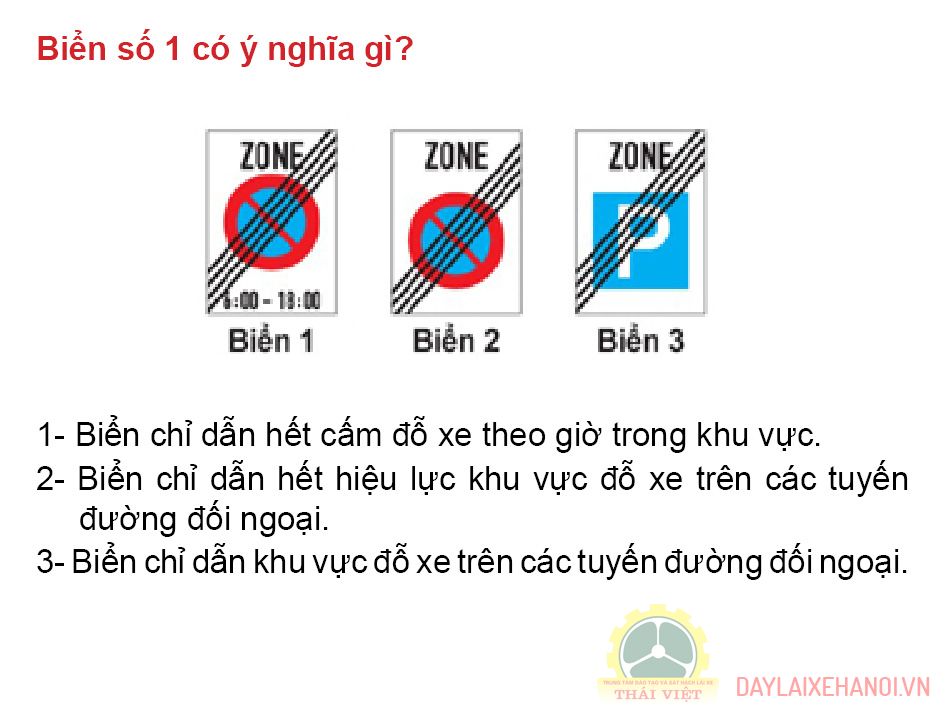 Biển số 1 có ý nghĩa gì?
ZONE ZONE ZONE
P
6:00 - 18:00
Biển 1 Biển 2 Biển 3
1- Biển chỉ dẫn hết cấm đỗ xe theo giờ trong khu vực.
2- Biển chỉ dẫn hết hiệu lực khu vực đỗ xe trên các tuyến
đường đối ngoại.
3- Biển chỉ dẫn khu vực đỗ xe trên các tuyến đường đối ngoại.
TRUNG TÂM ĐÀO TẠO VÀ SÁT HẠCH LÁI XE
THÁI VIỆT
DAYLAIXEHANOI.VN